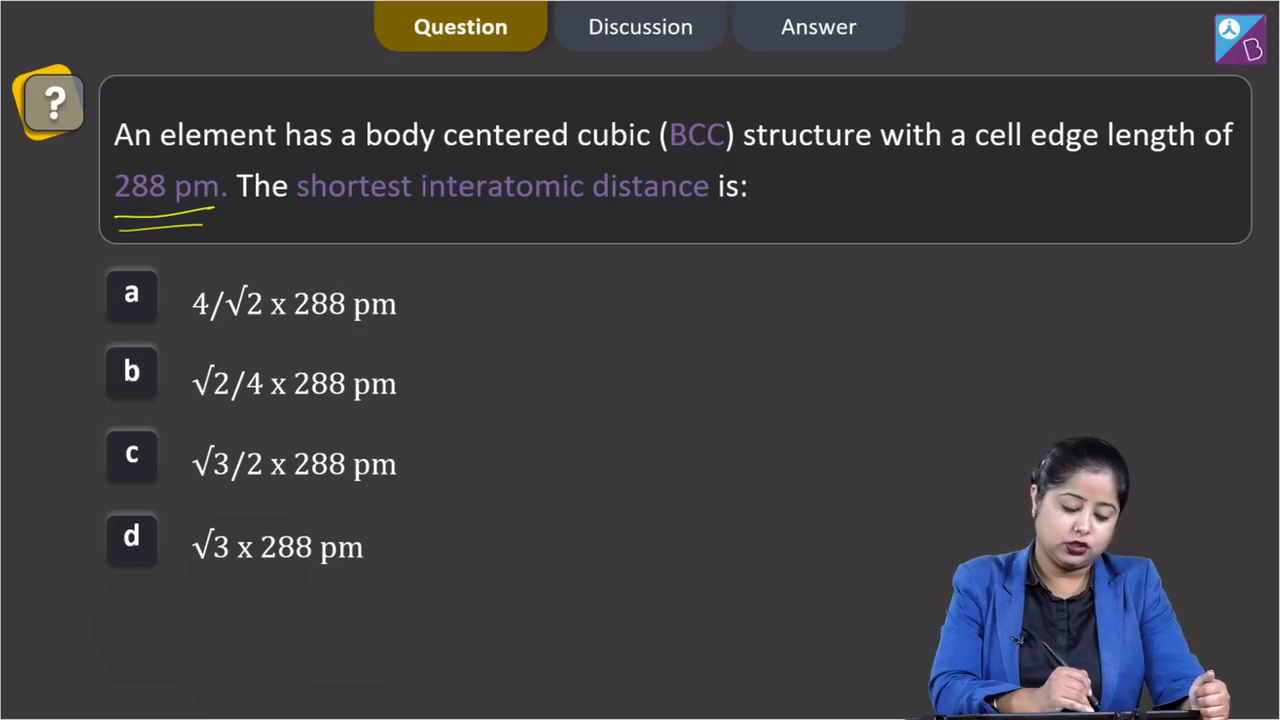 Question
Discussion
Answer
B
?
An element has a body centered cubic (BCC) structure with a cell edge length of
288 pm. The shortest interatomic distance is:
a
4/√2 x 288 pm
b
√2/4 x 288 pm
c
√3/2 x 288 pm
d
√3 x 288 pm